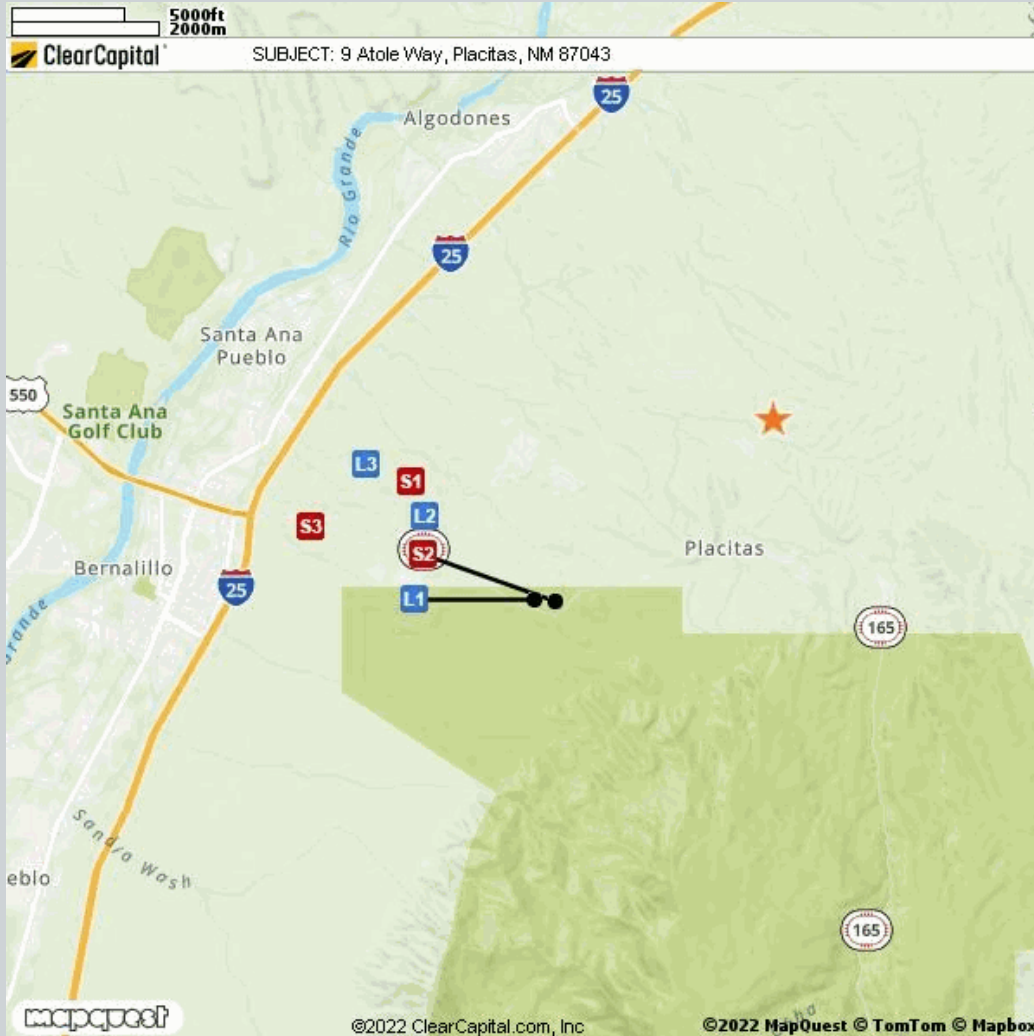 5000ft
2000m
ClearCapital
SUBJECT: 9 Atole Way, Placitas, NM 87043
25
Algodones
Rio Grande
25
Santa Ana
Pueblo
550
Santa Ana
Golf Club
L3
S1
L2
S3
S2
Placitas
Bernalillo
25
L1
Grande
165
Sandia Wash
eblo
165
mapquest
©2022 ClearCapital.com, Inc
©2022 MapQuest © TomTom © Mapbox